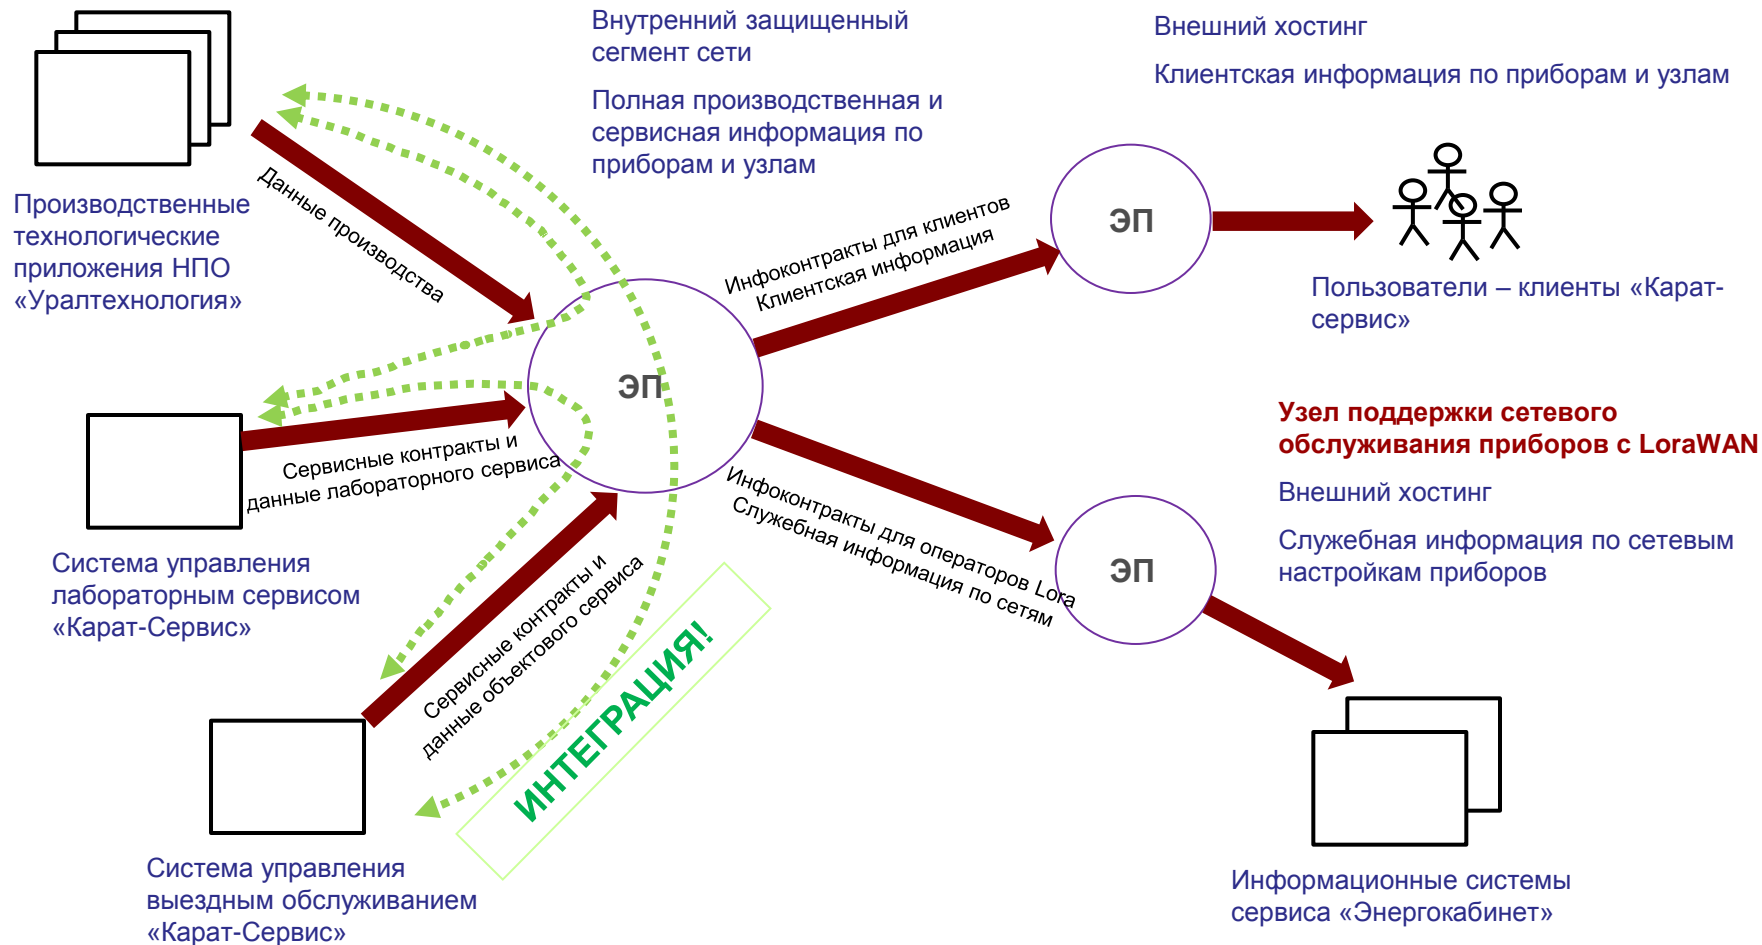 Внутренний защищенный
сегмент сети
Полная производственная и
сервисная информация по
приборам и узлам
Внешний хостинг
Клиентская информация по приборам и узлам
Производственные
технологические
приложения НПО
«Уралтехнология»
Данные производства
Инфоконтракты для клиентов
Клиентская информация
ЭП
Пользователи – клиенты «Карат-
сервис»
ЭП
Сервисные контракты и
данные лабораторного сервиса
Система управления
лабораторным сервисом
«Карат-Сервис»
Инфоконтракты для операторов Lora
Служебная информация по сетям
Узел поддержки сетевого
обслуживания приборов с LoraWAN
Внешний хостинг
Служебная информация по сетевым
настройкам приборов
ЭП
Сервисные контракты и
данные объектового сервиса
ИНТЕГРАЦИЯ!
Система управления
выездным обслуживанием
«Карат-Сервис»
Информационные системы
сервиса «Энергокабинет»